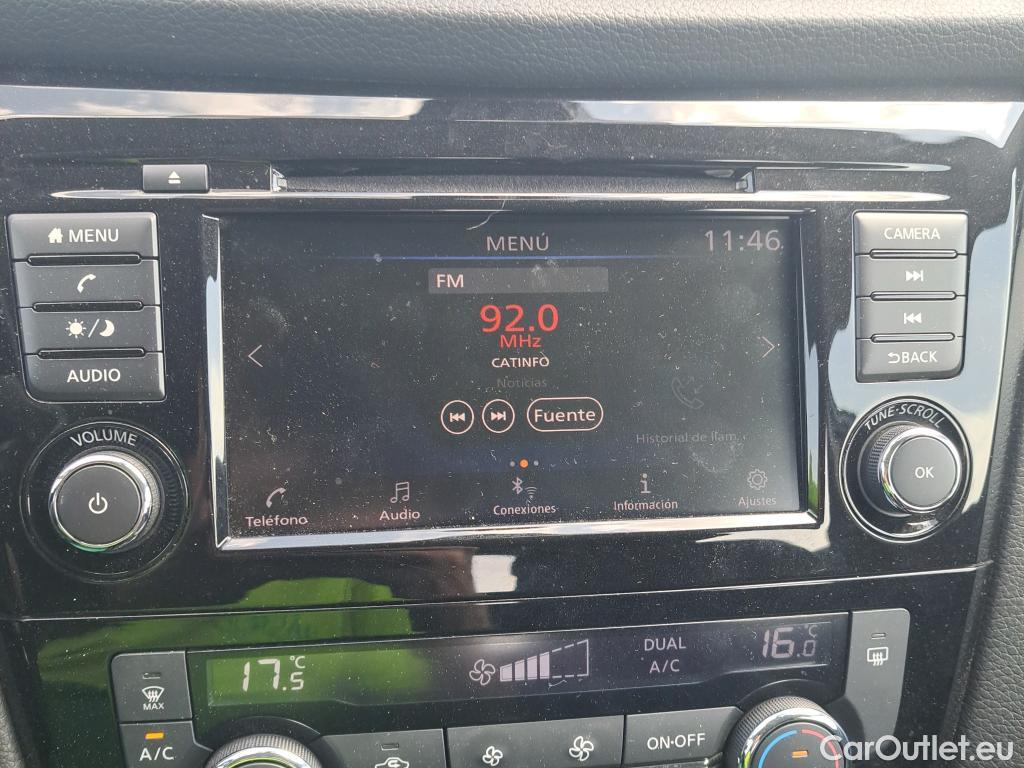 MENU
AUDIO
VOLUME
MENÚ
11:46
FM
92.0
MHz
CATINFO
Noticias
Fuente
Historial de llam.
Teléfono
Audio
Conexiones
Información
Ajustes
CAMERA
BACK
TUNE·SCROLL
OK
17.5 °C
DUAL
A/C
16.0 °C
MAX
A/C
ON·OFF
CarOutlet.eu